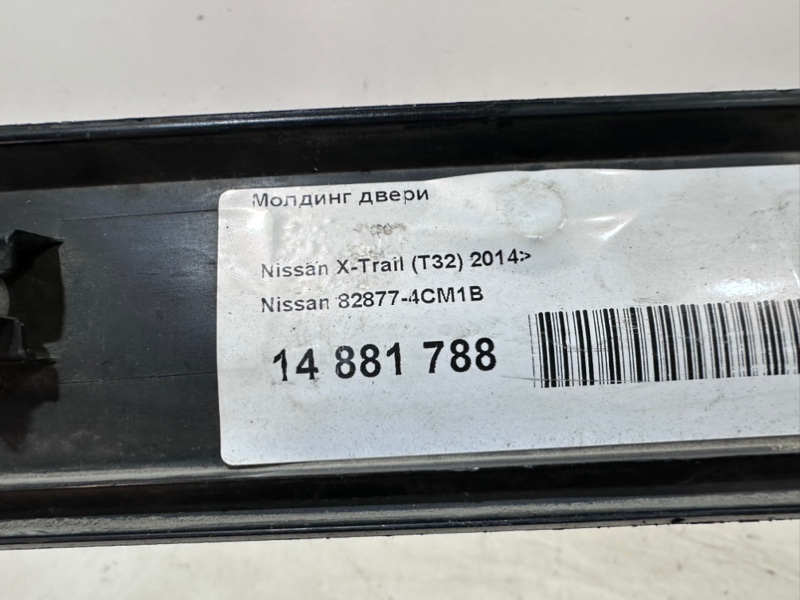 Молдинг двери
Nissan X-Trail (T32) 2014>
Nissan 82877-4CM1B
14 881 788